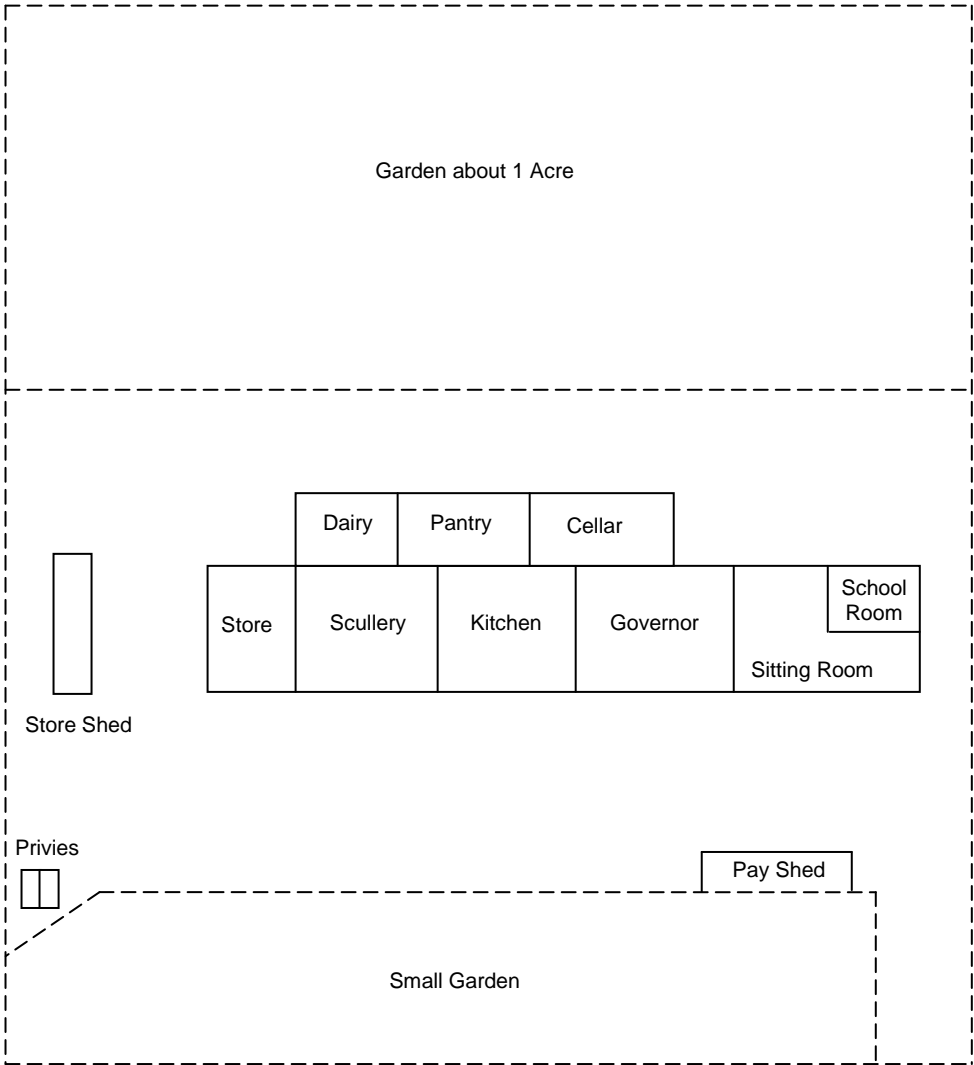 Garden about 1 Acre
Dairy
Pantry
Cellar
Store
Scullery
Kitchen
Governor
School
Room
Sitting Room
Store Shed
Privies
Pay Shed
Small Garden